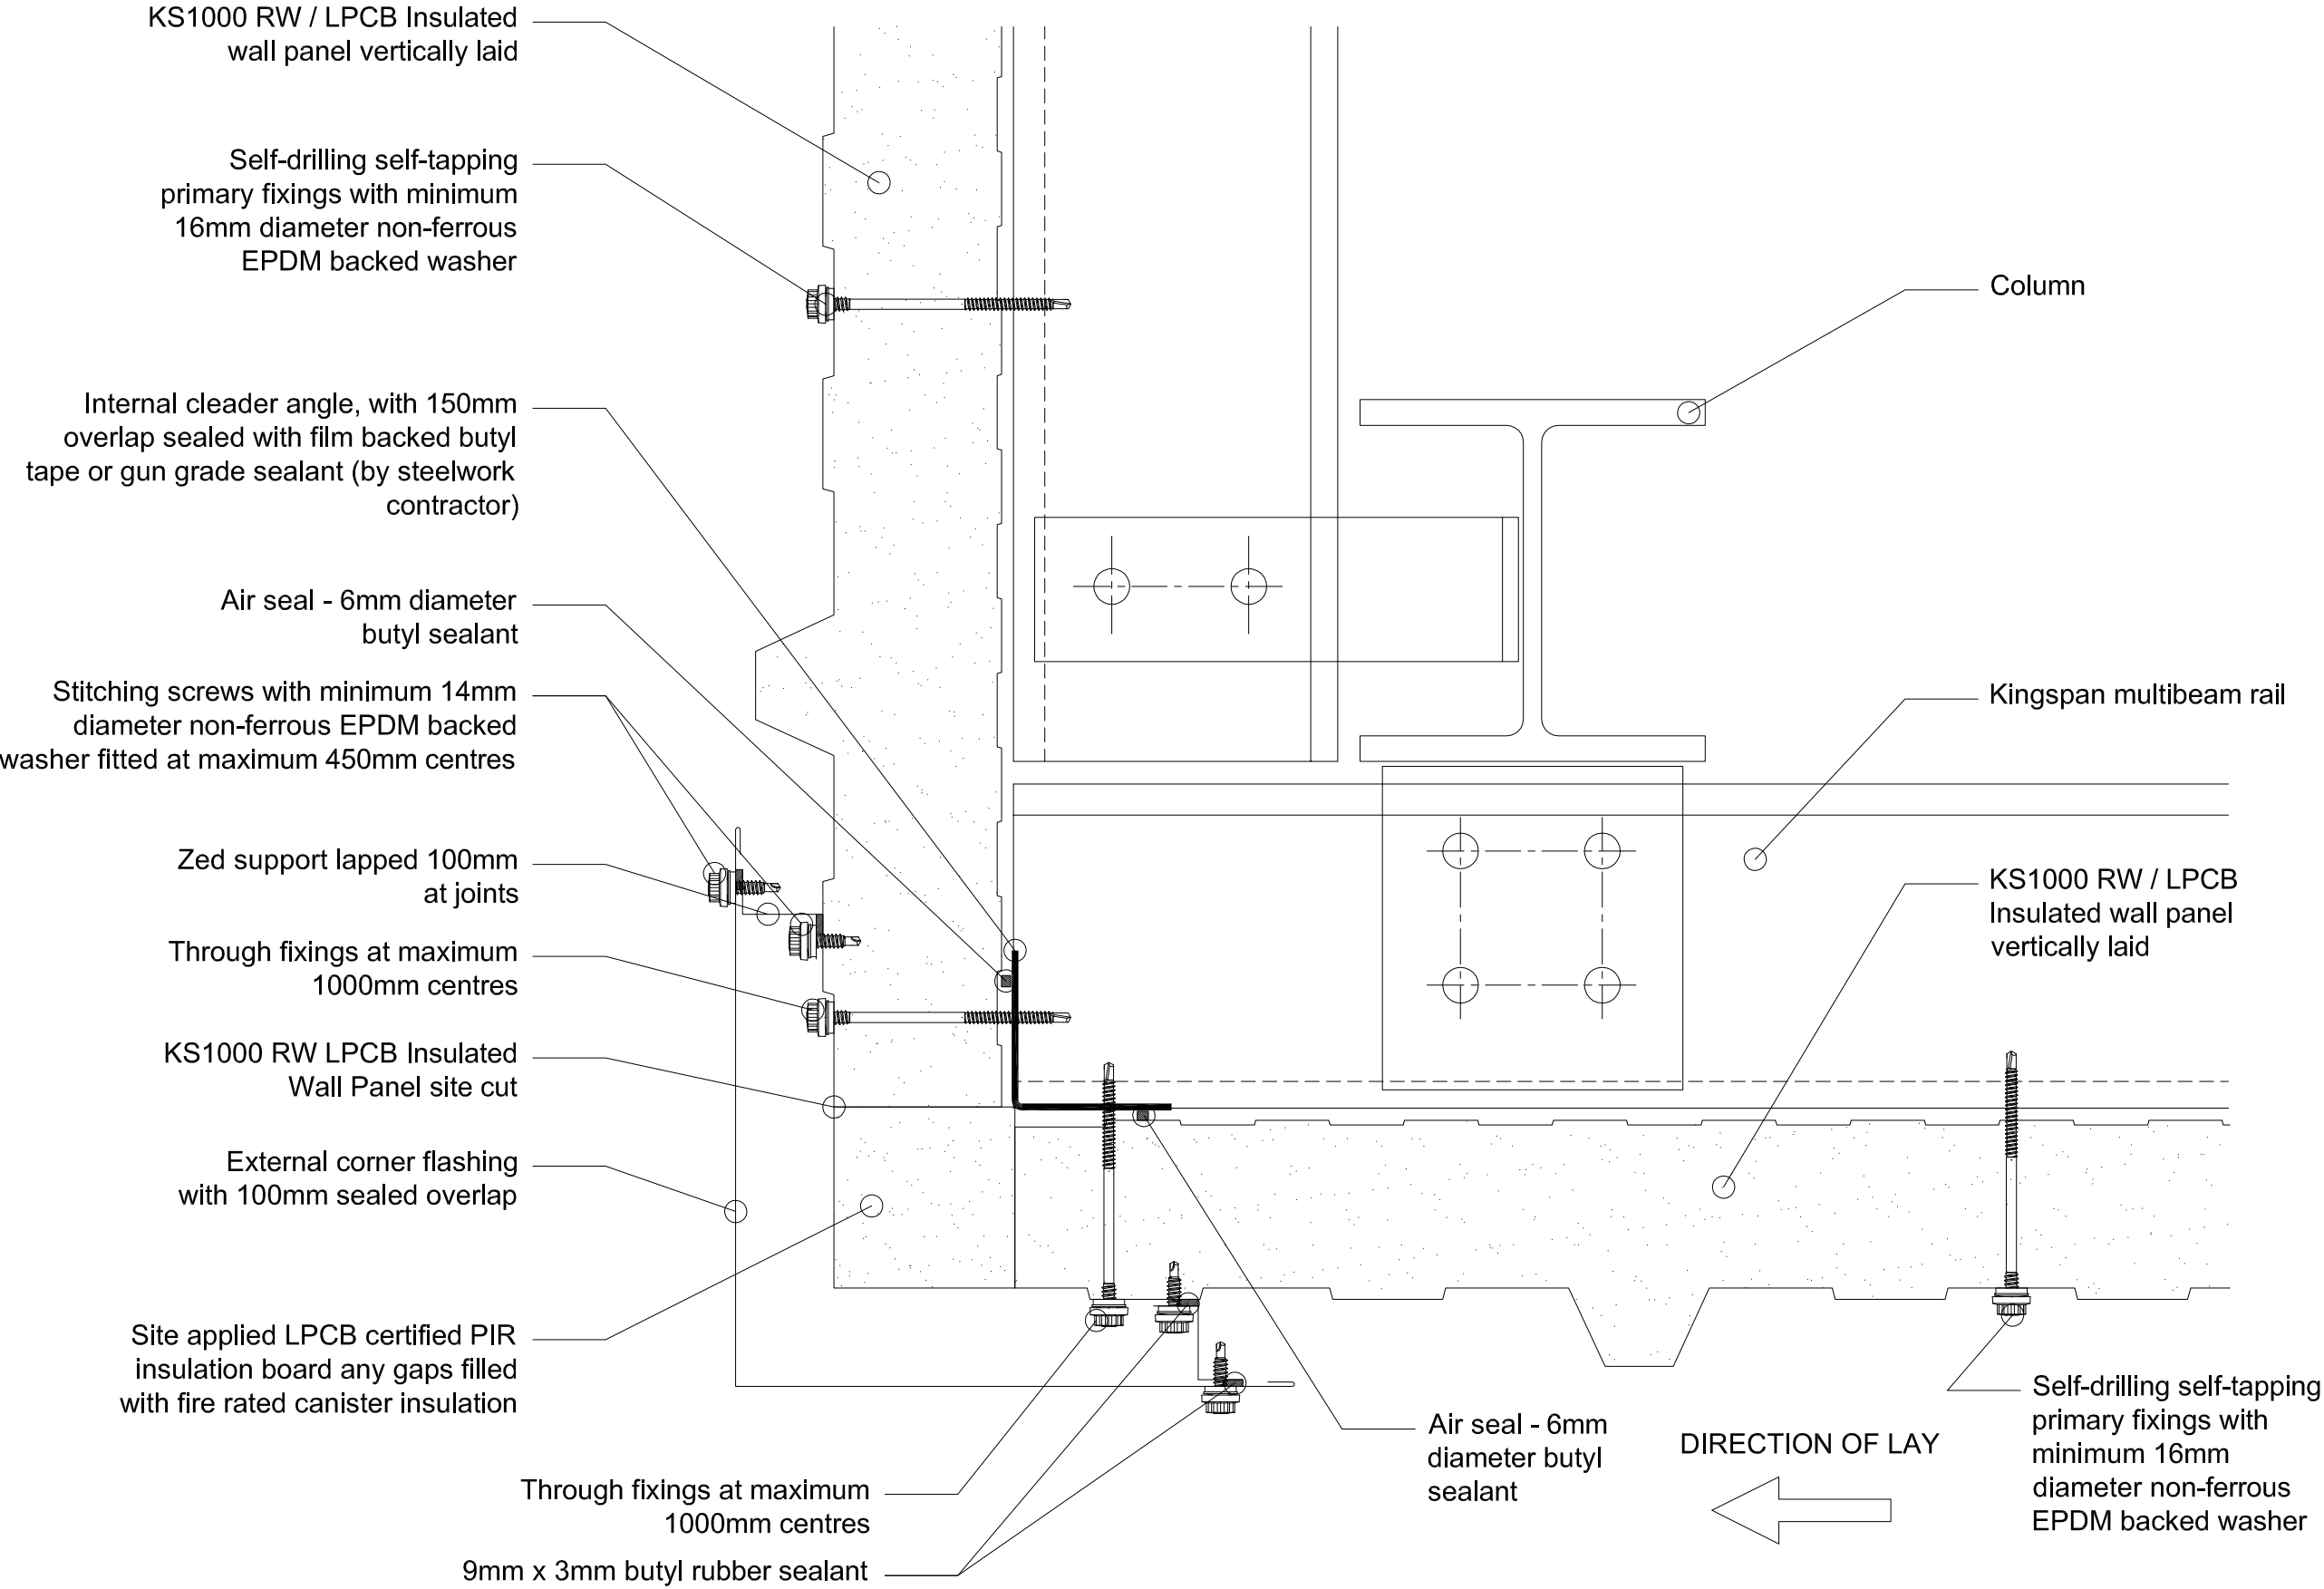 KS1000 RW / LPCB Insulated
wall panel vertically laid
Self-drilling self-tapping
primary fixings with minimum
16mm diameter non-ferrous
EPDM backed washer
Internal cleader angle, with 150mm
overlap sealed with film backed butyl
tape or gun grade sealant (by steelwork
contractor)
Air seal - 6mm diameter
butyl sealant
Stitching screws with minimum 14mm
diameter non-ferrous EPDM backed
washer fitted at maximum 450mm centres
Zed support lapped 100mm
at joints
Through fixings at maximum
1000mm centres
KS1000 RW LPCB Insulated
Wall Panel site cut
External corner flashing
with 100mm sealed overlap
Site applied LPCB certified PIR
insulation board any gaps filled
with fire rated canister insulation
Through fixings at maximum
1000mm centres
9mm x 3mm butyl rubber sealant
Column
Kingspan multibeam rail
KS1000 RW / LPCB
Insulated wall panel
vertically laid
Air seal - 6mm
diameter butyl
sealant
DIRECTION OF LAY
Self-drilling self-tapping
primary fixings with
minimum 16mm
diameter non-ferrous
EPDM backed washer